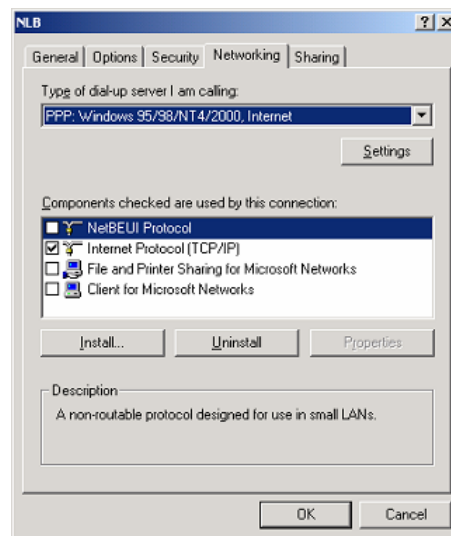 NLB
General Options Security Networking Sharing
Type of dial-up server I am calling:
PPP: Windows 95/98/NT4/2000, Internet
Settings
Components checked are used by this connection:
NetBEUI Protocol
Internet Protocol (TCP/IP)
File and Printer Sharing for Microsoft Networks
Client for Microsoft Networks
Install... Uninstall Properties
Description
A non-routable protocol designed for use in small LANs.
OK Cancel